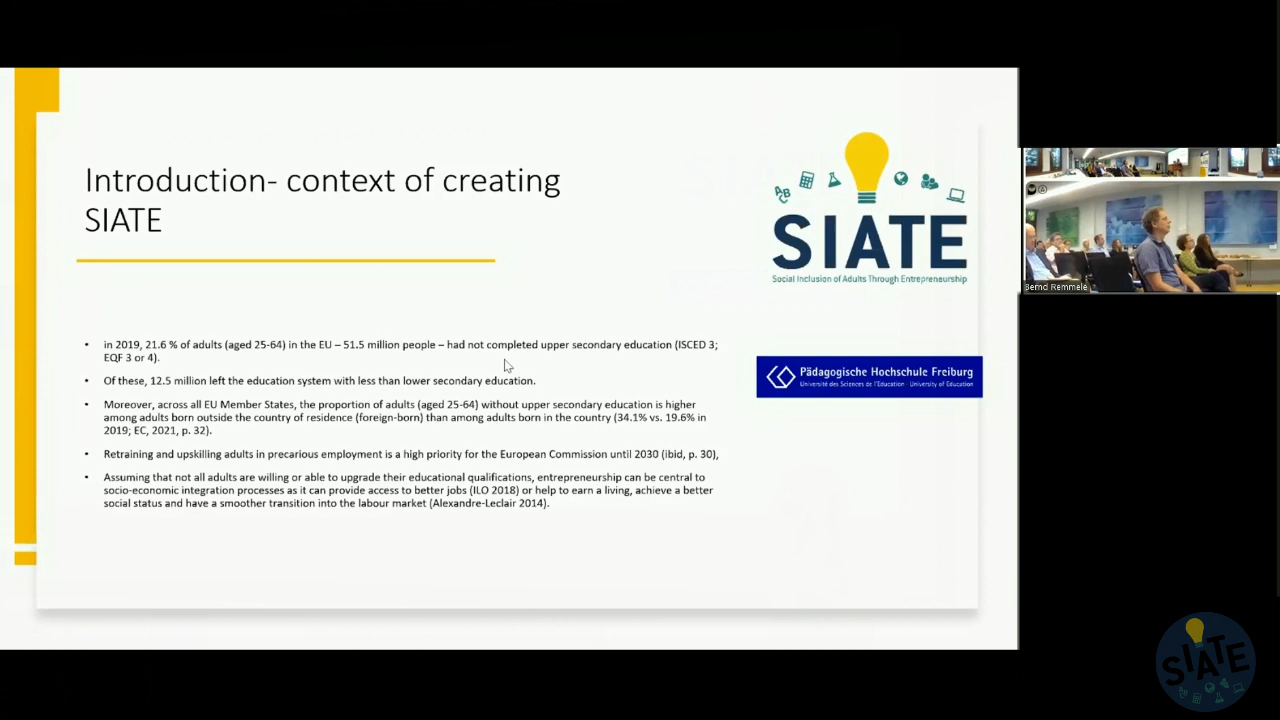 Introduction- context of creating
SIATE
A B C
SIATE
Social Inclusion of Adults Through Entrepreneurship
• in 2019, 21.6 % of adults (aged 25-64) in the EU – 51.5 million people – had not completed upper secondary education (ISCED 3;
EQF 3 or 4).
• Of these, 12.5 million left the education system with less than lower secondary education.
• Moreover, across all EU Member States, the proportion of adults (aged 25-64) without upper secondary education is higher
among adults born outside the country of residence (foreign-born) than among adults born in the country (34.1% vs. 19.6% in
2019; EC, 2021, p. 32).
• Retraining and upskilling adults in precarious employment is a high priority for the European Commission until 2030 (ibid, p. 30),
• Assuming that not all adults are willing or able to upgrade their educational qualifications, entrepreneurship can be central to
socio-economic integration processes as it can provide access to better jobs (ILO 2018) or help to earn a living, achieve a better
social status and have a smoother transition into the labour market (Alexandre-Leclair 2014).
Pädagogische Hochschule Freiburg
Université des Sciences de l'Education · University of Education
Bernd Remmele
SIATE